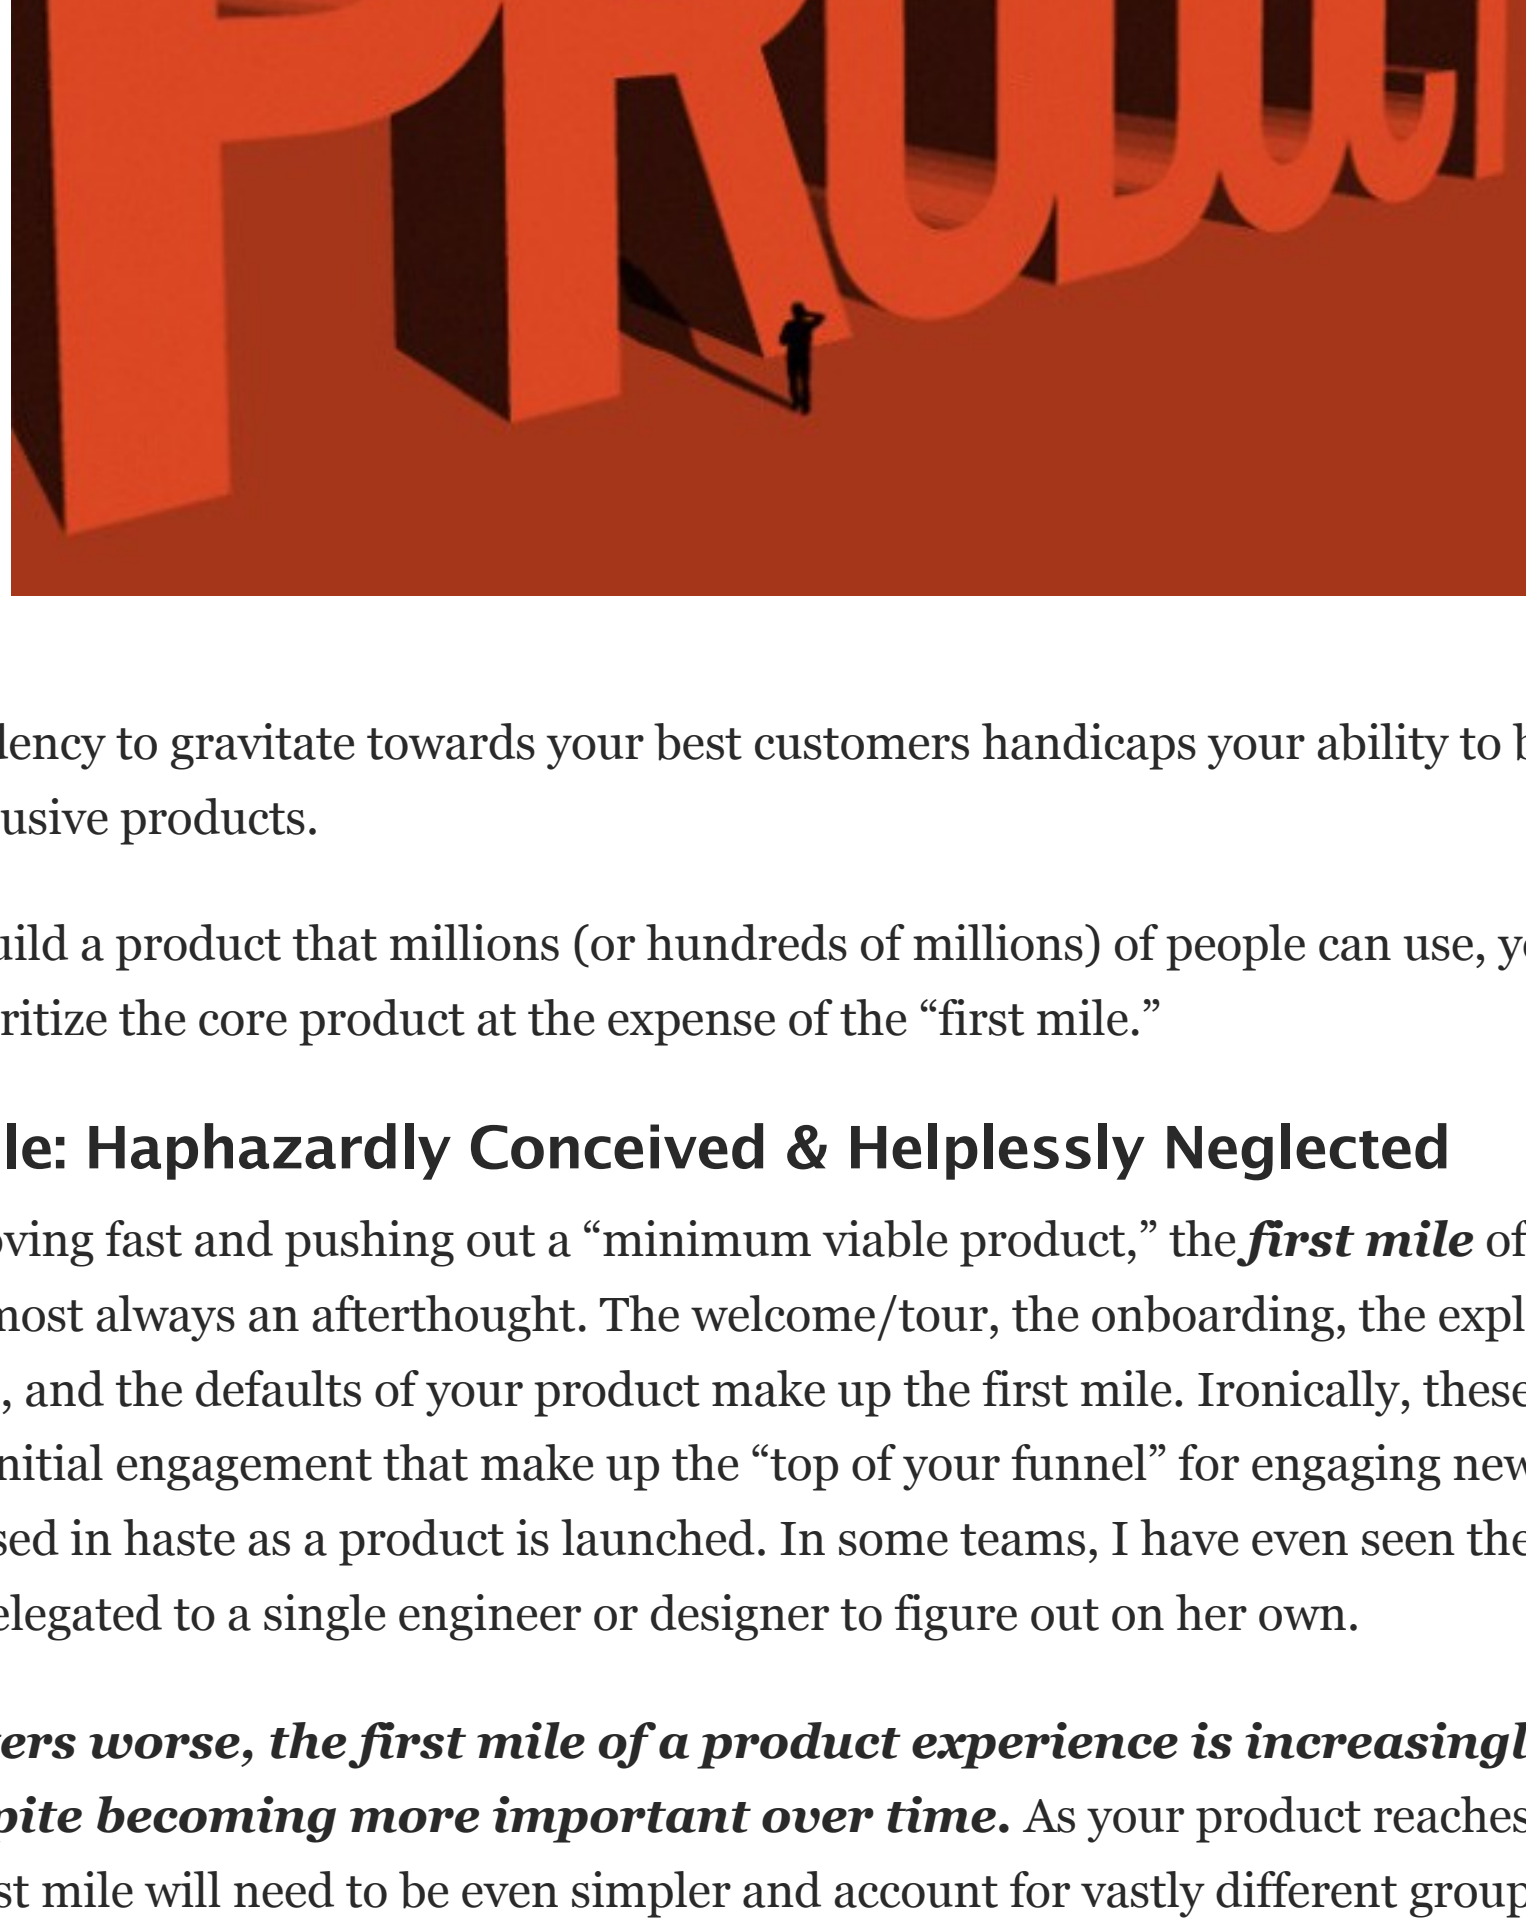 PRODUCT
dency to gravitate towards your best customers handicaps your ability to b
usive products.
uild a product that millions (or hundreds of millions) of people can use, yo
ritize the core product at the expense of the “first mile.”
le: Haphazardly Conceived & Helplessly Neglected
oving fast and pushing out a “minimum viable product,” the first mile of
most always an afterthought. The welcome/tour, the onboarding, the expl
, and the defaults of your product make up the first mile. Ironically, these
nitial engagement that make up the “top of your funnel” for engaging new
sed in haste as a product is launched. In some teams, I have even seen the
elegated to a single engineer or designer to figure out on her own.
ters worse, the first mile of a product experience is increasingl
pite becoming more important over time. As your product reaches
st mile will need to be even simpler and account for vastly different group